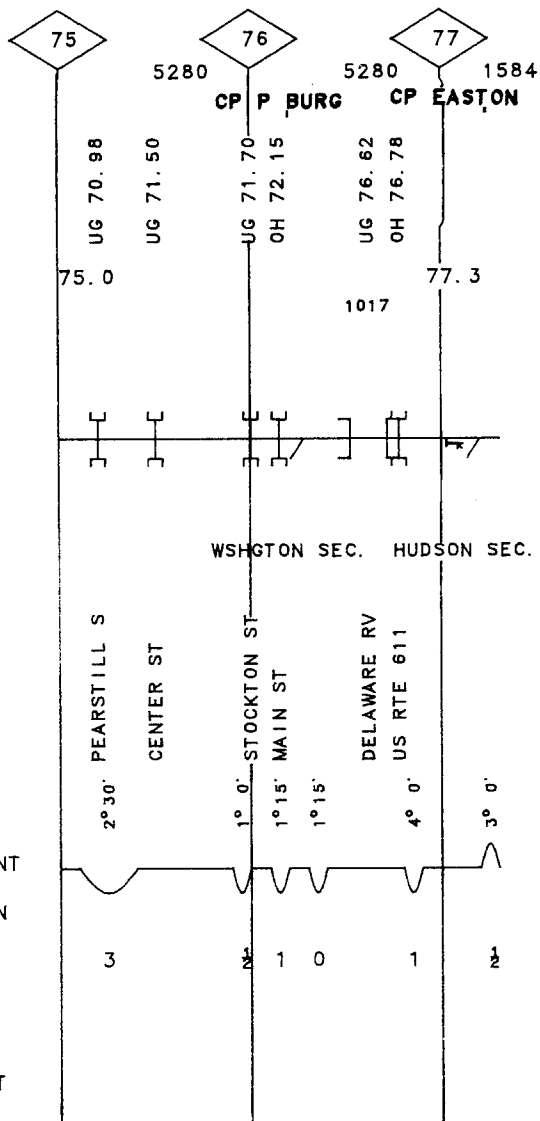 75 76 77
5280 5280 1584
CP P BURG CP EASTON
UG 70.98
UG 71.50
UG 71.70
OH 72.15
UG 76.62
OH 76.78
75.0 77.3
1017
WSHGTON SEC. HUDSON SEC.
PEARSTILL S
CENTER ST
STOCKTON ST
MAIN ST
DELAWARE RV
US RTE 611
2° 30' 1° 0' 1° 15' 1° 15' 4° 0' 3° 0'
NT
N
3 ½ 1 0 1 ½
T